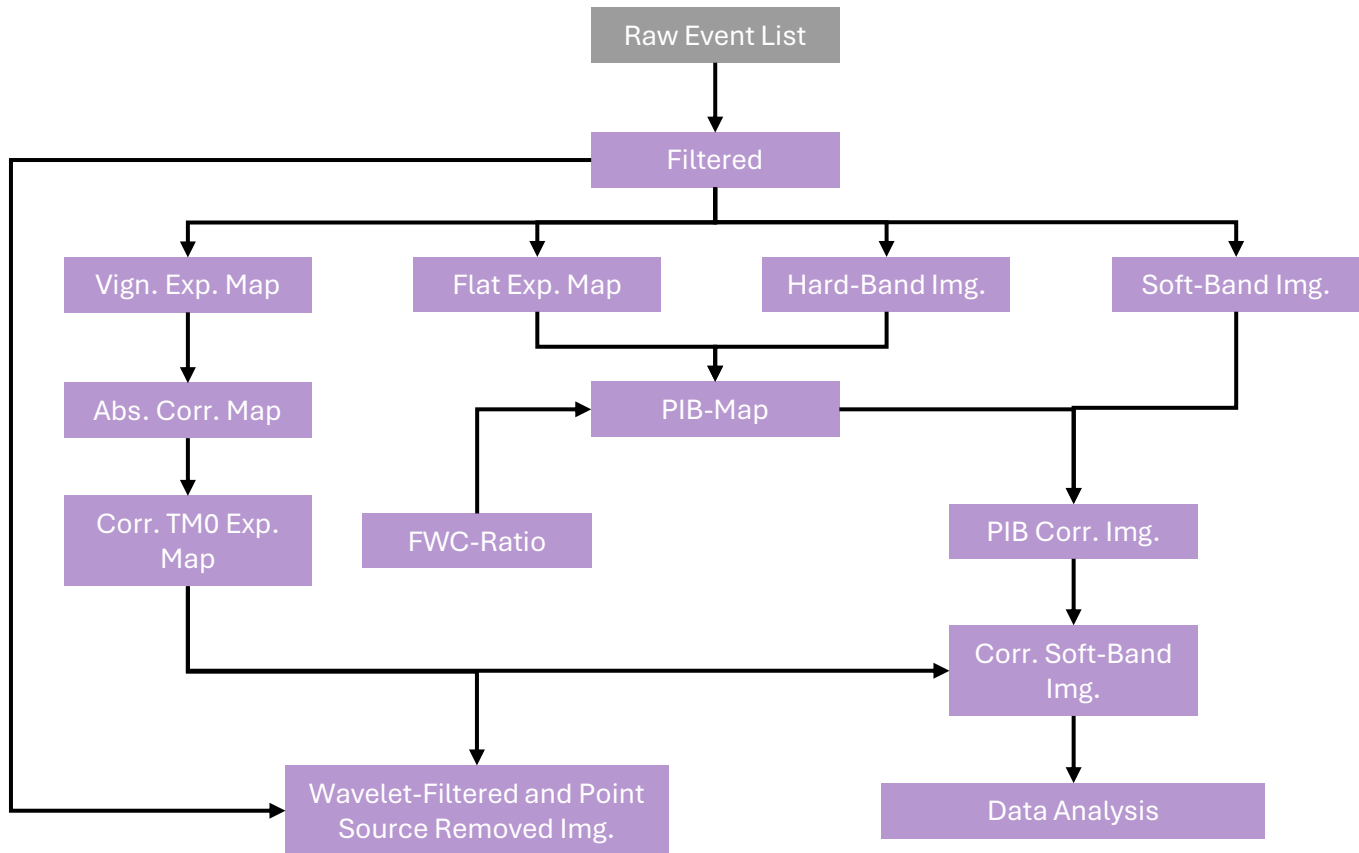 Raw Event List
Filtered
Vign. Exp. Map
Flat Exp. Map
Hard-Band Img.
Soft-Band Img.
Abs. Corr. Map
PIB-Map
Corr. TM0 Exp.
Map
FWC-Ratio
PIB Corr. Img.
Corr. Soft-Band
Img.
Wavelet-Filtered and Point
Source Removed Img.
Data Analysis